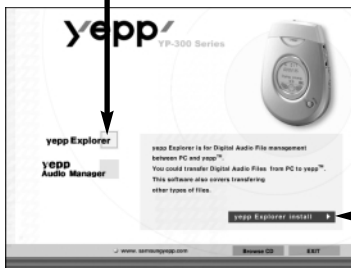 yepp
YP-300 Series
yepp Explorer
yepp
Audio Manager
yepp Explorer is for Digital Audio File management
between PC and yepp™.
You could transfer Digital Audio Files from PC to yepp™.
This software also covers transfering
other types of files.
yepp Explorer install
www. samsungyepp.com
Browse CD
EXIT